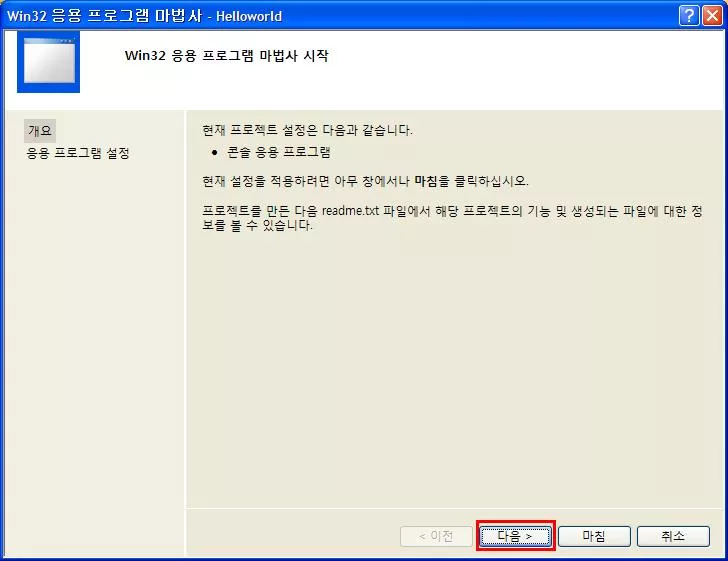 Win32 응용 프로그램 마법사 - Helloworld
Win32 응용 프로그램 마법사 시작
개요
응용 프로그램 설정
현재 프로젝트 설정은 다음과 같습니다.
• 콘솔 응용 프로그램
현재 설정을 적용하려면 아무 창에서나 마침을 클릭하십시오.
프로젝트를 만든 다음 readme.txt 파일에서 해당 프로젝트의 기능 및 생성되는 파일에 대한 정
보를 볼 수 있습니다.
< 이전 다음 > 마침 취소